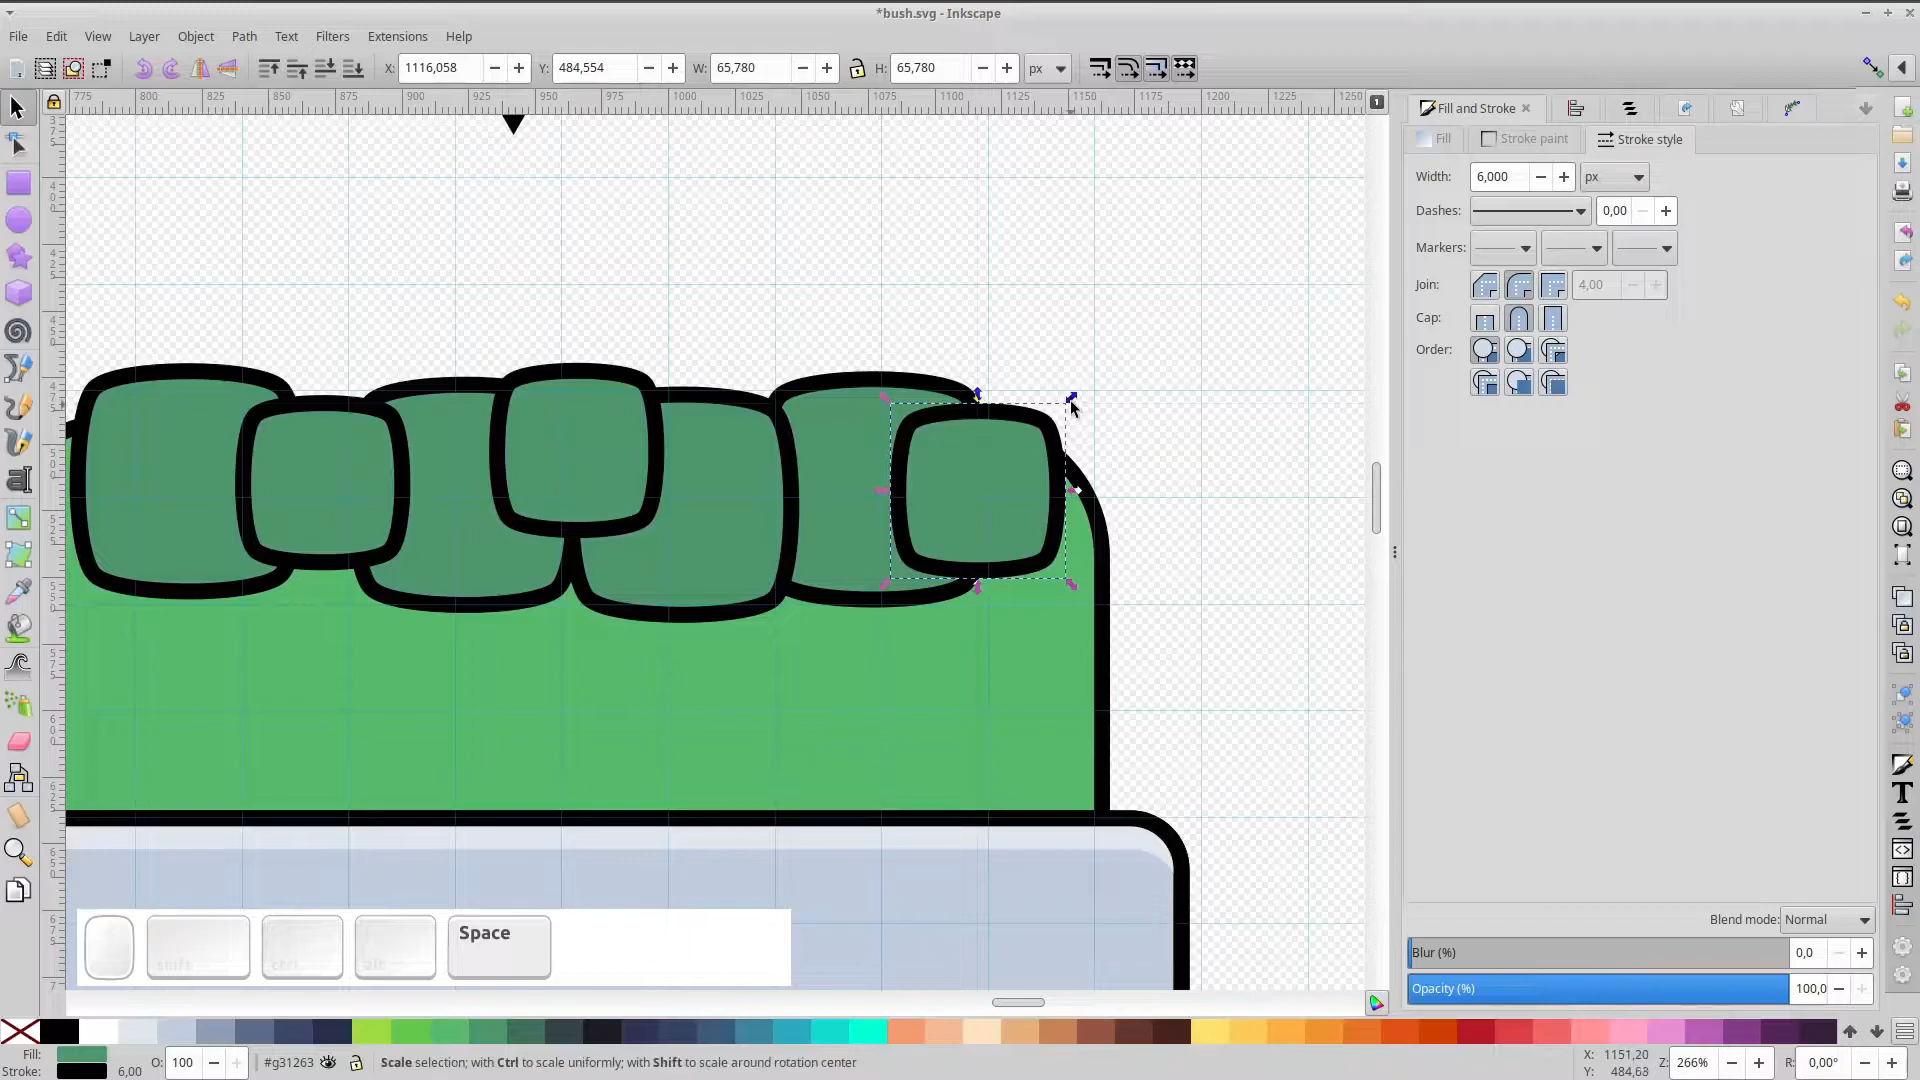 *bush.svg - Inkscape
File Edit View Layer Object Path Text Filters Extensions Help
X: 1116,058 Y: 484,554 W: 65,780 H: 65,780 px
775 800 825 850 875 900 925 950 975 1000 1025 1050 1075 1100 1125 1150 1175 1200 1225 1250
1
Fill and Stroke
Fill Stroke paint Stroke style
Width: 6,000 px
Dashes: 0,00
Markers:
Join: 4,00
Cap:
Order:
Blend mode: Normal
Blur (%) 0,0
Opacity (%) 100,0
shift ctrl alt Space
Fill: O: 100 #g31263 Scale selection; with Ctrl to scale uniformly; with Shift to scale around rotation center X: 1151,20 Z: 266% R: 0,00°
Stroke: 6,00 Y: 484,63